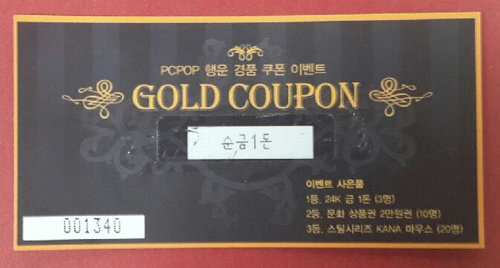 PCPOP 행운 경품 쿠폰 이벤트
GOLD COUPON
순금1돈
이벤트 사은품
1등, 24K 금 1돈 (3명)
2등, 문화 상품권 2만원권 (10명)
3등, 스틸시리즈 KANA 마우스 (20명)
001340